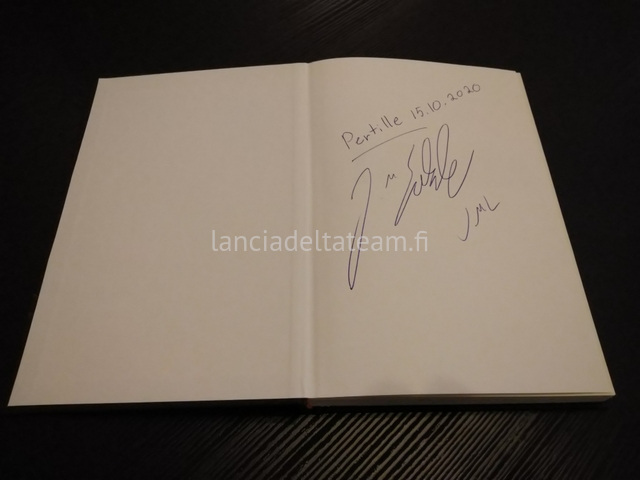 Pertille 15.10.2020
JML
lanciadeltateam.fi